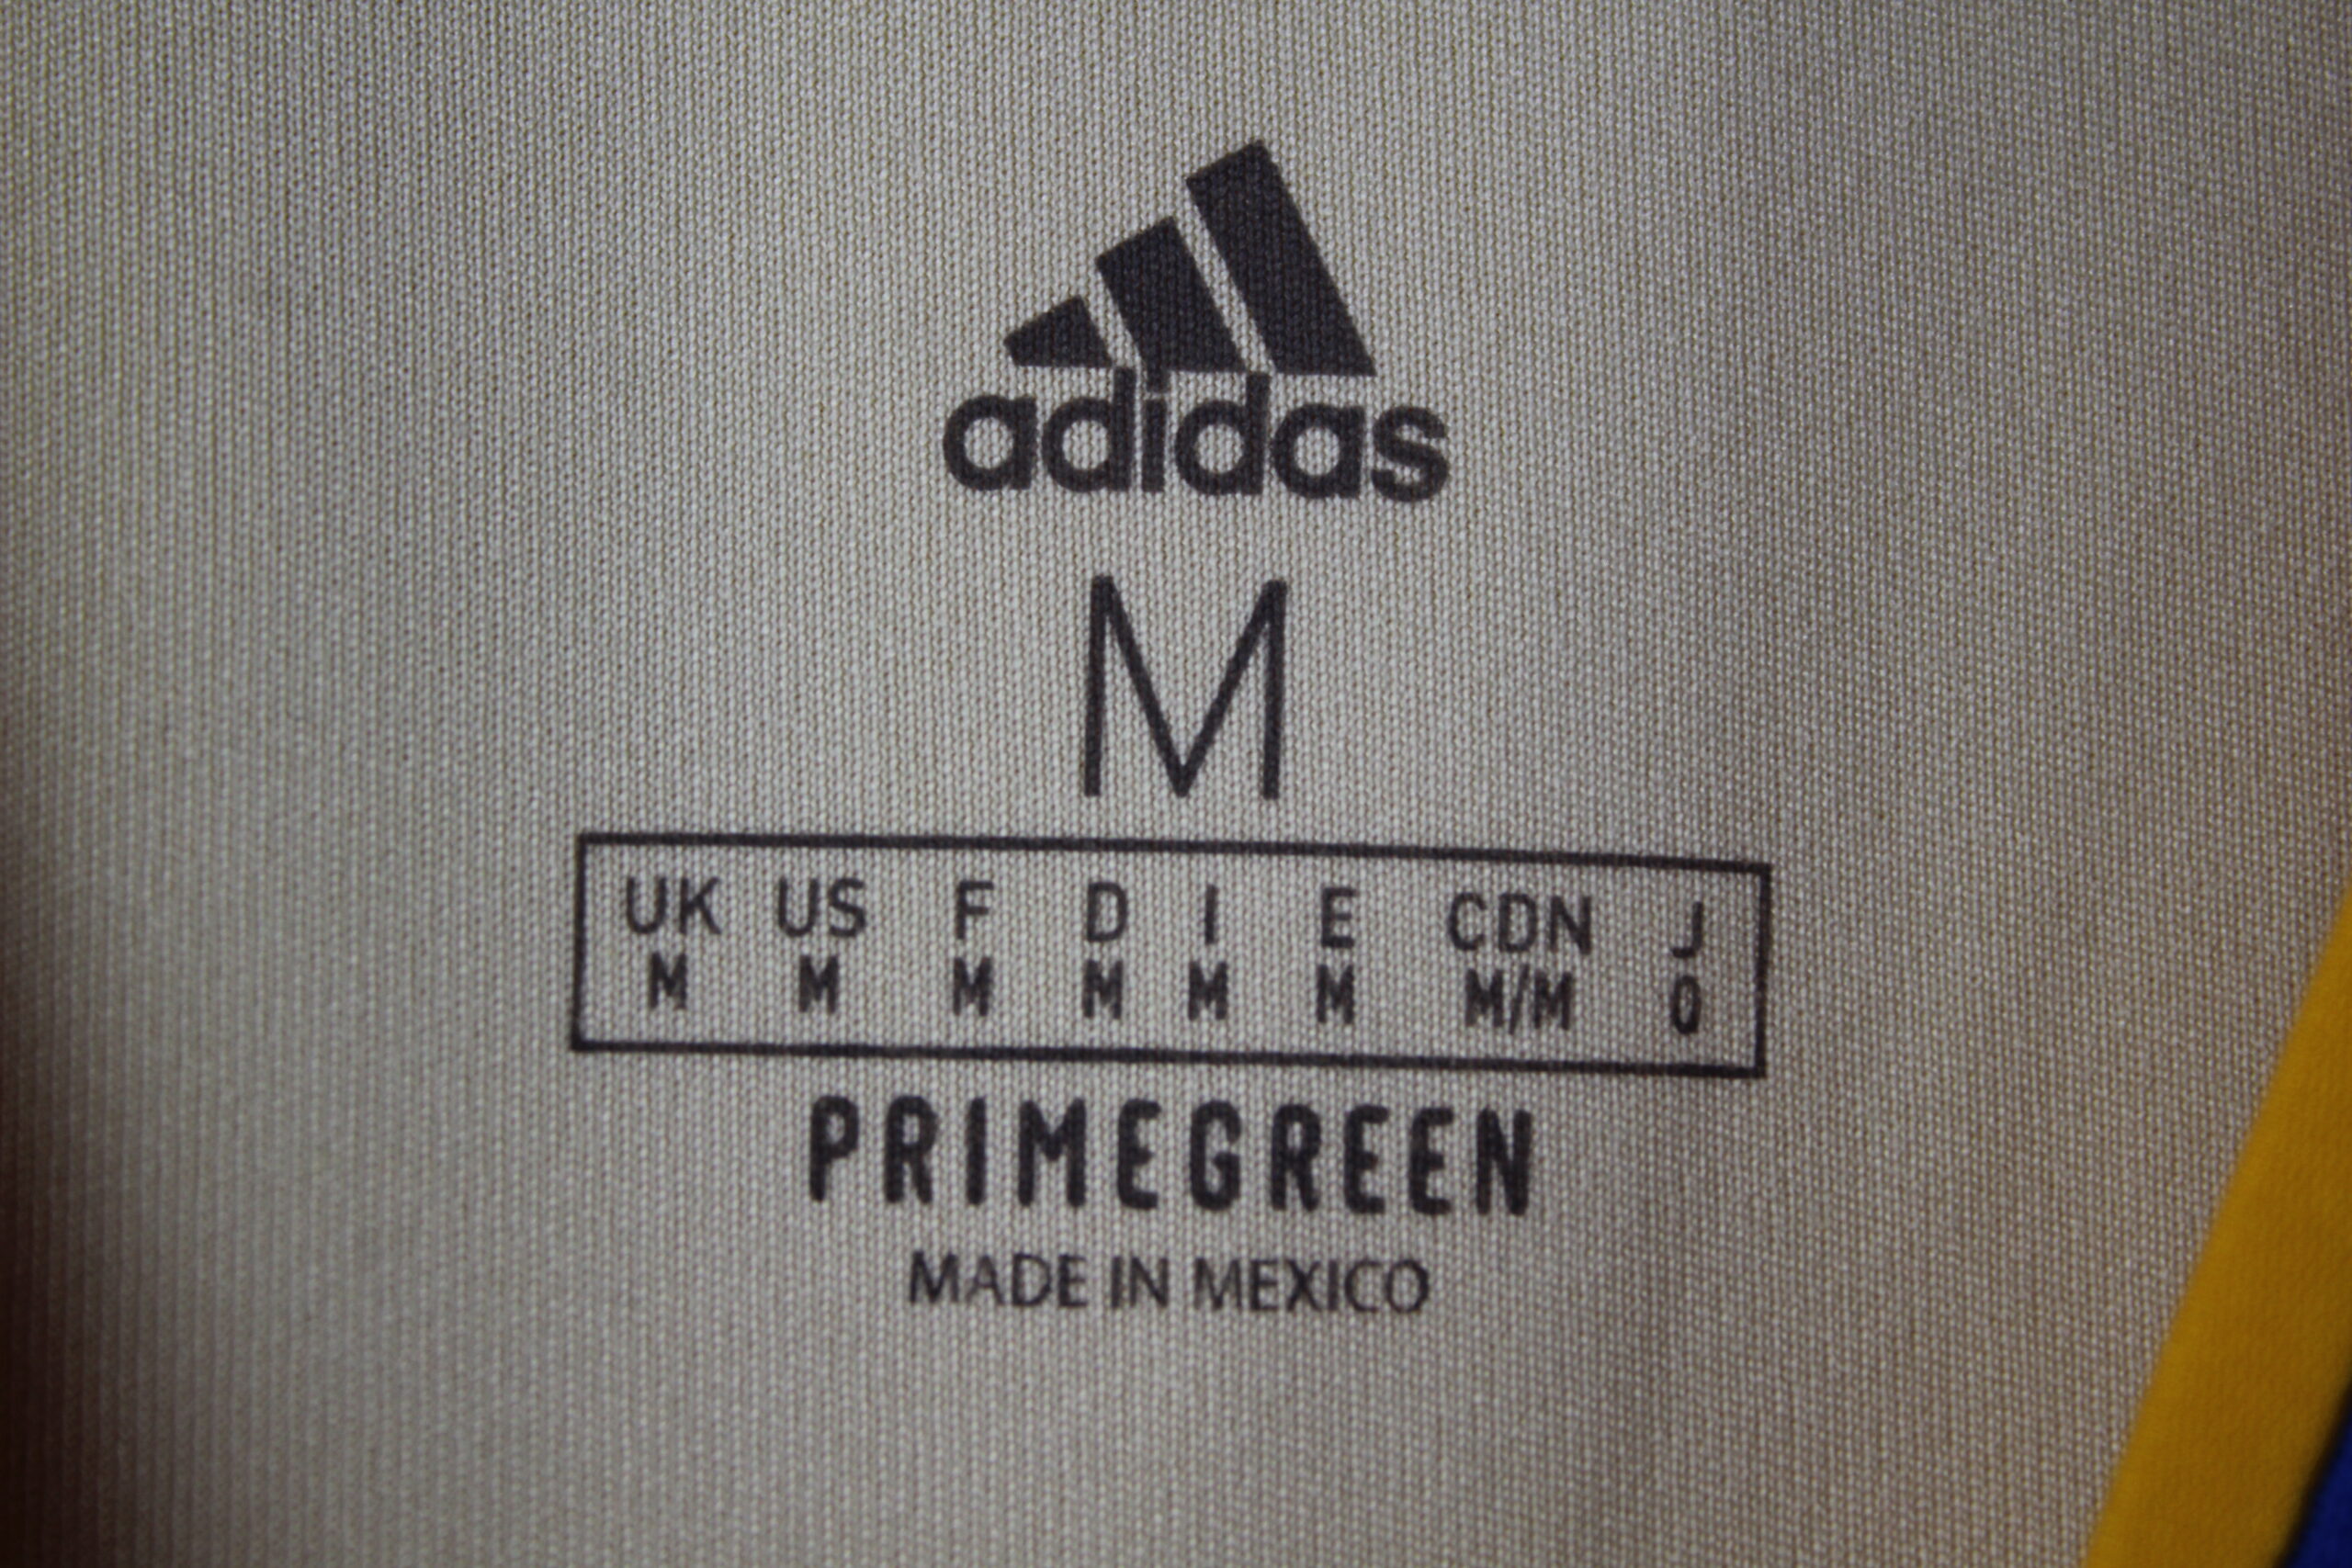 adidas
M
UK US F D I E CDN J
M M M M M M M/M O
PRIMEGREEN
MADE IN MEXICO